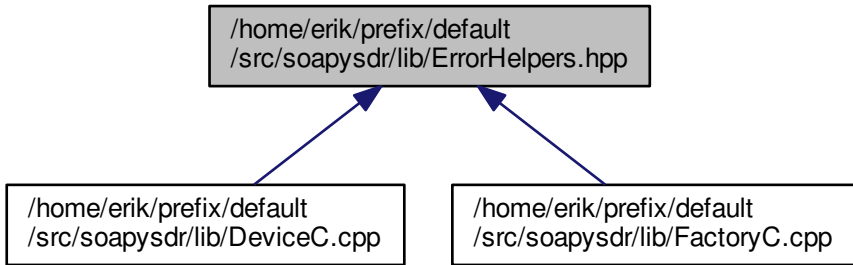 /home/erik/prefix/default
/src/soapysdr/lib/ErrorHelpers.hpp
/home/erik/prefix/default
/src/soapysdr/lib/DeviceC.cpp
/home/erik/prefix/default
/src/soapysdr/lib/FactoryC.cpp